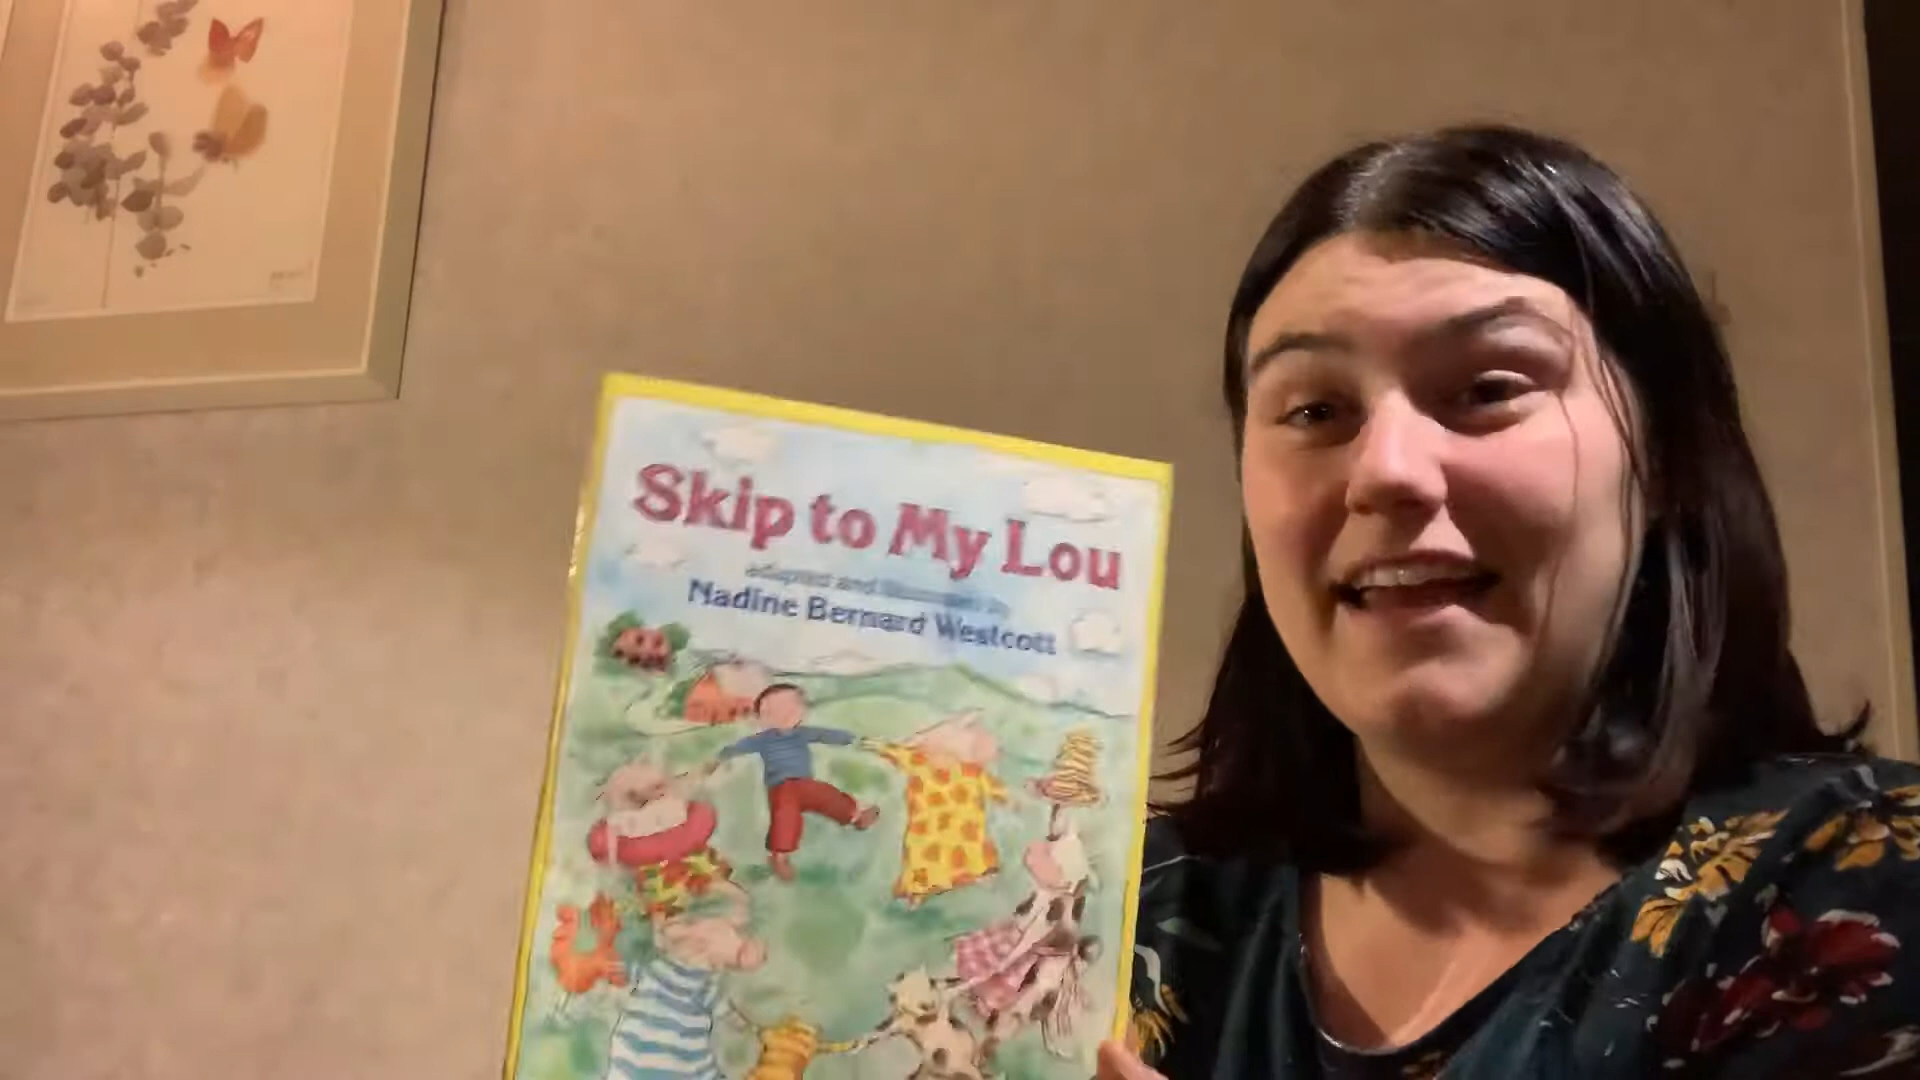 Skip to My Lou
adapted and illustrated by
Nadine Bernard Westcott